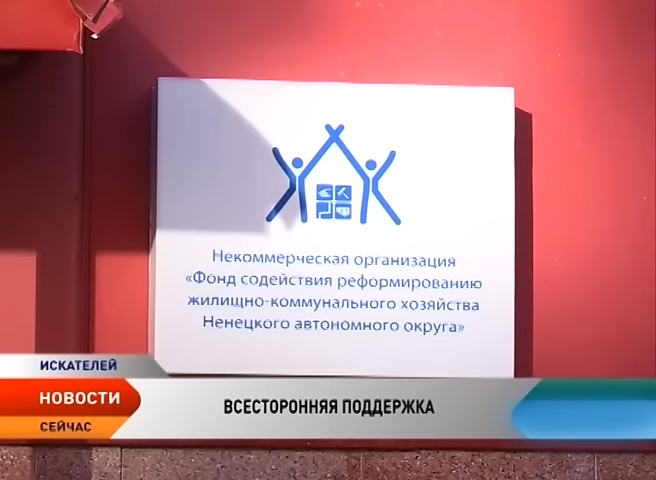 Некоммерческая организация
«Фонд содействия реформированию
жилищно-коммунального хозяйства
Ненецкого автономного округа»
ИСКАТЕЛЕЙ
НОВОСТИ
ВСЕСТОРОННЯЯ ПОДДЕРЖКА
СЕЙЧАС